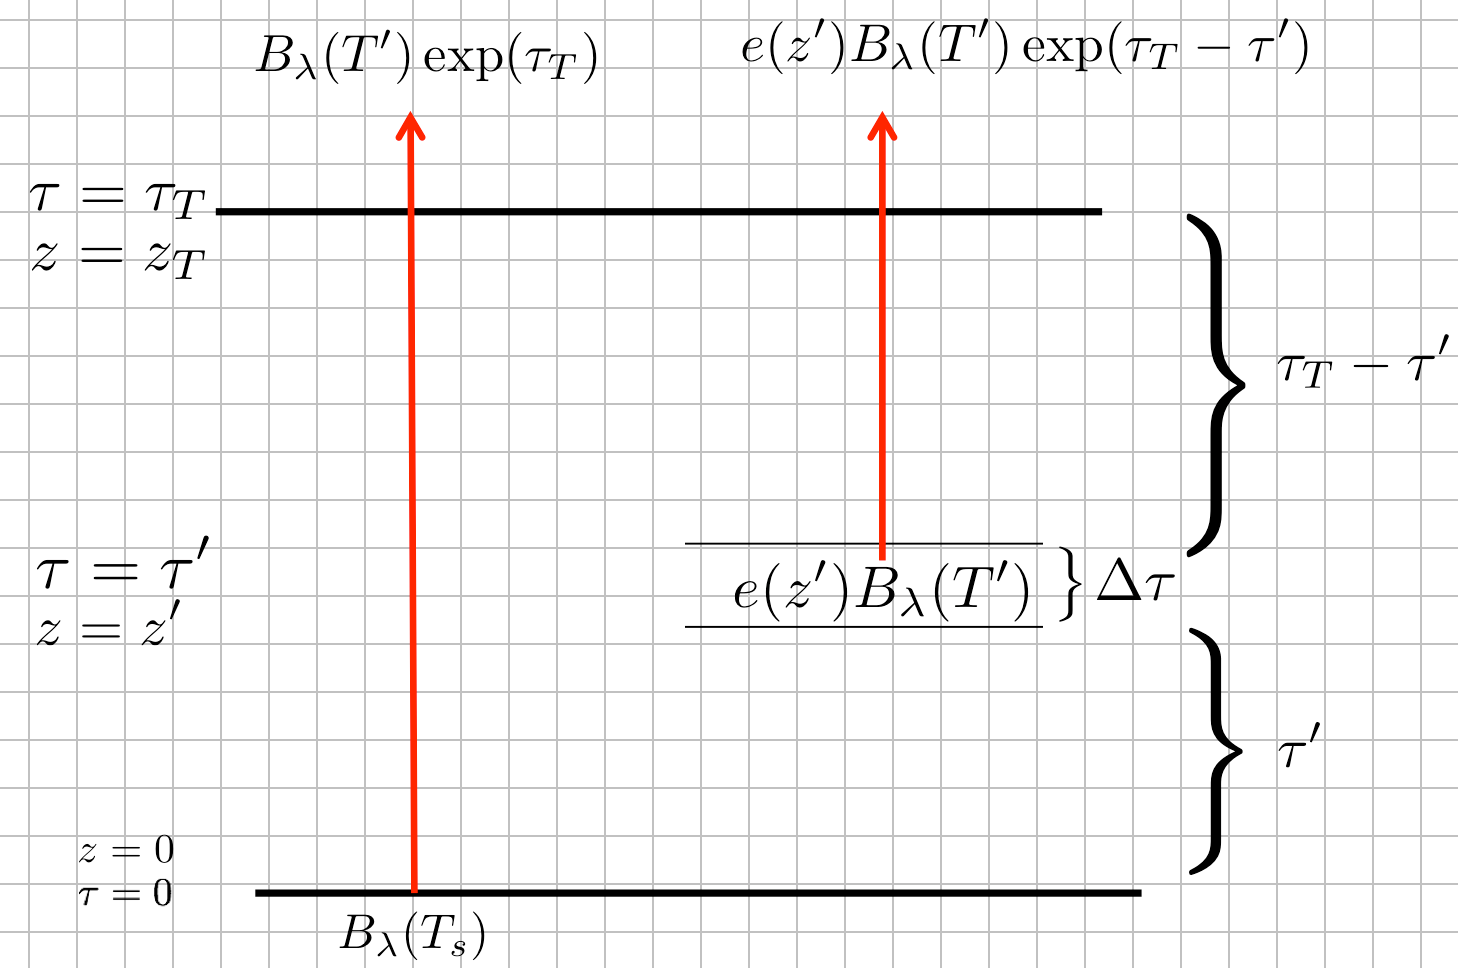 B_λ(T′) exp(τ_T)
e(z′)B_λ(T′) exp(τ_T − τ′)
τ = τ_T
z = z_T
τ_T − τ′
τ = τ′
z = z′
e(z′)B_λ(T′) } Δτ
τ′
z = 0
τ = 0
B_λ(T_s)